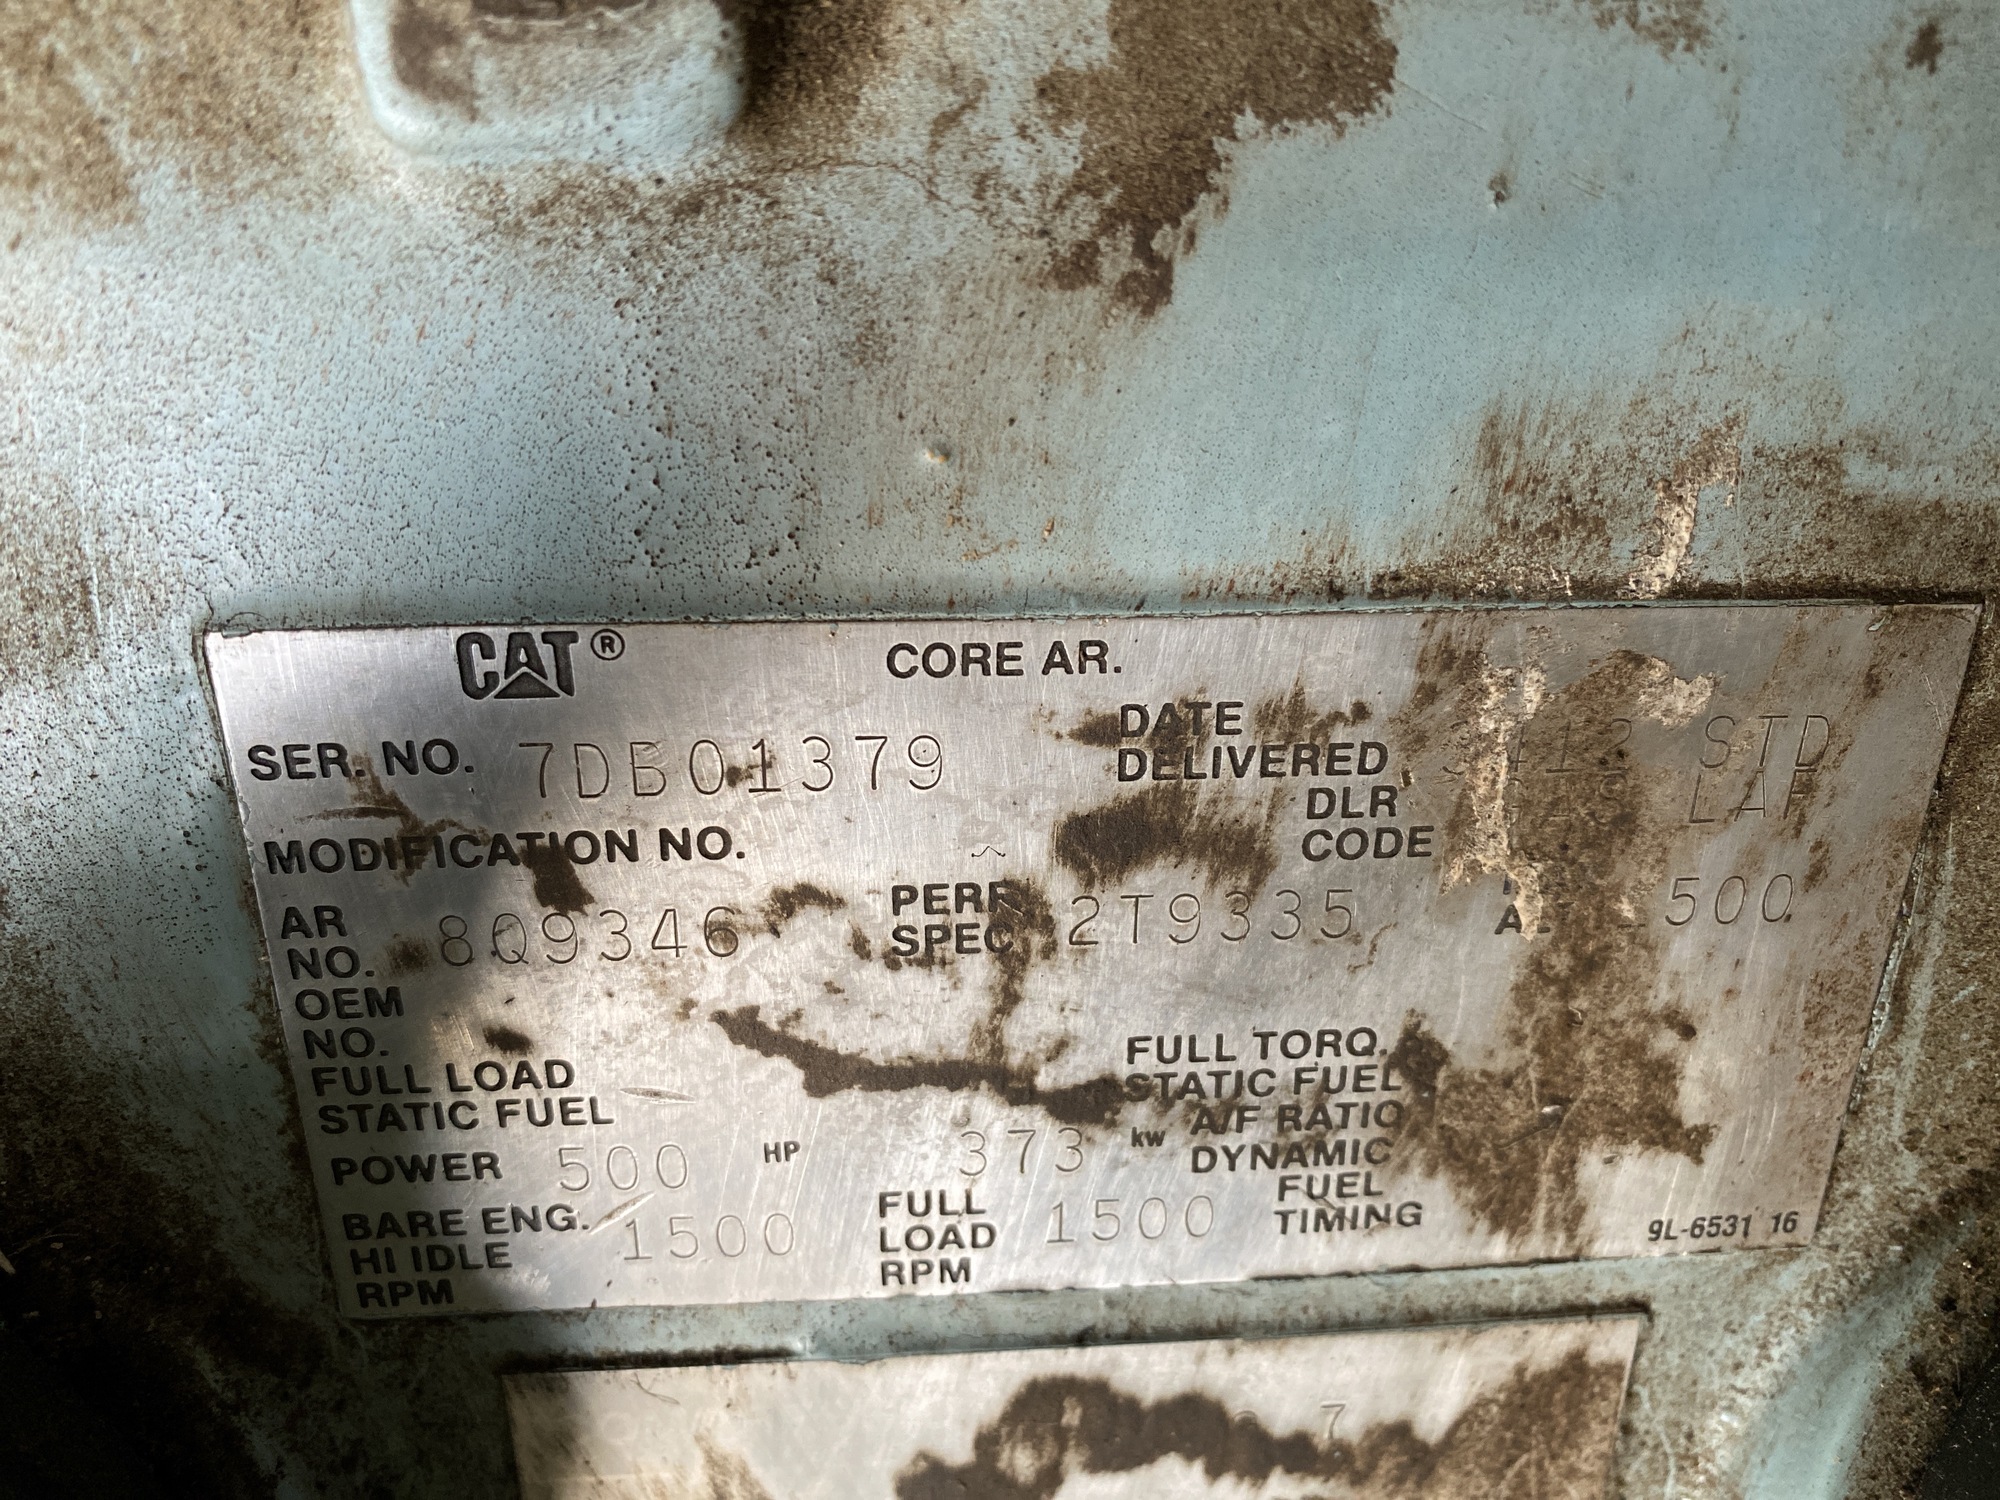 CAT®
CORE AR.
SER. NO. 7DB01379
DATE
DELIVERED
STD
DLR
CODE
MODIFICATION NO.
AR
NO. 8Q9346
PERF
SPEC 2T9335
500
OEM
NO.
FULL LOAD
STATIC FUEL
FULL TORQ.
STATIC FUEL
A/F RATIO
POWER 500 HP 373 kw
DYNAMIC
FUEL
TIMING
BARE ENG.
HI IDLE
RPM 1500
FULL
LOAD
RPM 1500
9L-6531 16